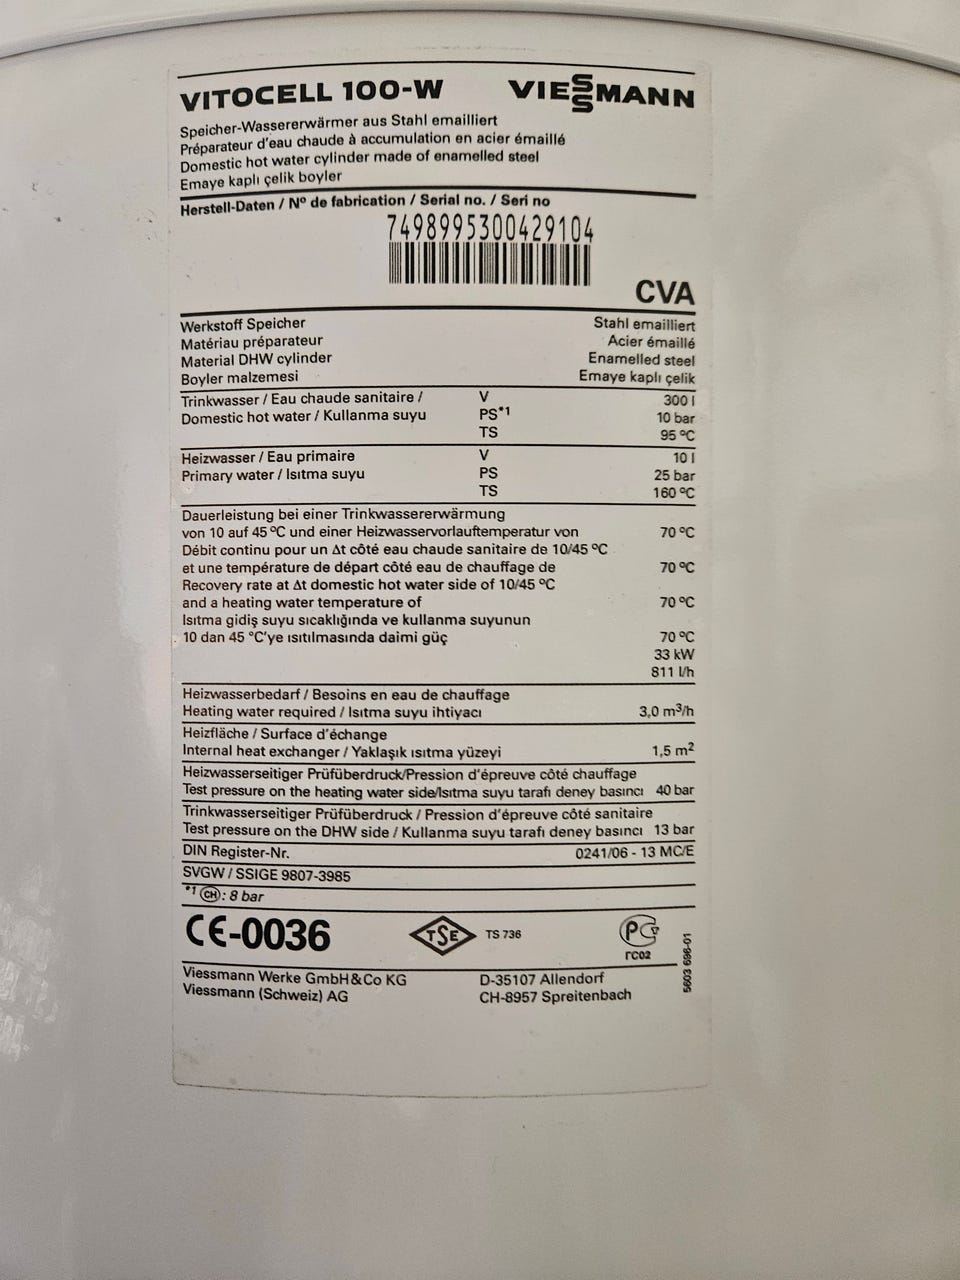 VITOCELL 100-W VIESSMANN
Speicher-Wassererwärmer aus Stahl emailliert
Préparateur d'eau chaude à accumulation en acier émaillé
Domestic hot water cylinder made of enamelled steel
Emaye kaplı çelik boyler
Herstell-Daten / Nº de fabrication / Serial no. / Seri no
7498995300429104
CVA
Werkstoff Speicher Stahl emailliert
Matériau préparateur Acier émaillé
Material DHW cylinder Enamelled steel
Boyler malzemesi Emaye kaplı çelik
Trinkwasser / Eau chaude sanitaire / V 300 l
Domestic hot water / Kullanma suyu PS*1 10 bar
TS 95 ºC
Heizwasser / Eau primaire V 10 l
Primary water / Isıtma suyu PS 25 bar
TS 160 ºC
Dauerleistung bei einer Trinkwassererwärmung
von 10 auf 45 ºC und einer Heizwasservorlauftemperatur von 70 ºC
Débit continu pour un Δt côté eau chaude sanitaire de 10/45 ºC
et une température de départ côté eau de chauffage de 70 ºC
Recovery rate at Δt domestic hot water side of 10/45 ºC
and a heating water temperature of 70 ºC
Isıtma gidiş suyu sıcaklığında ve kullanma suyunun
10 dan 45 °C'ye ısıtılmasında daimi güç 70 ºC
33 kW
811 l/h
Heizwasserbedarf / Besoins en eau de chauffage
Heating water required / Isıtma suyu ihtiyacı 3,0 m³/h
Heizfläche / Surface d'échange
Internal heat exchanger / Yaklaşık ısıtma yüzeyi 1,5 m²
Heizwasserseitiger Prüfüberdruck/Pression d'épreuve côté chauffage
Test pressure on the heating water side/Isıtma suyu tarafı deney basıncı 40 bar
Trinkwasserseitiger Prüfüberdruck / Pression d'épreuve côté sanitaire
Test pressure on the DHW side / Kullanma suyu tarafı deney basıncı 13 bar
DIN Register-Nr. 0241/06 - 13 MC/E
SVGW / SSIGE 9807-3985
*1 CH: 8 bar
CE-0036 TSE TS 736 PG
ГC02
5603 696-01
Viessmann Werke GmbH&Co KG D-35107 Allendorf
Viessmann (Schweiz) AG CH-8957 Spreitenbach